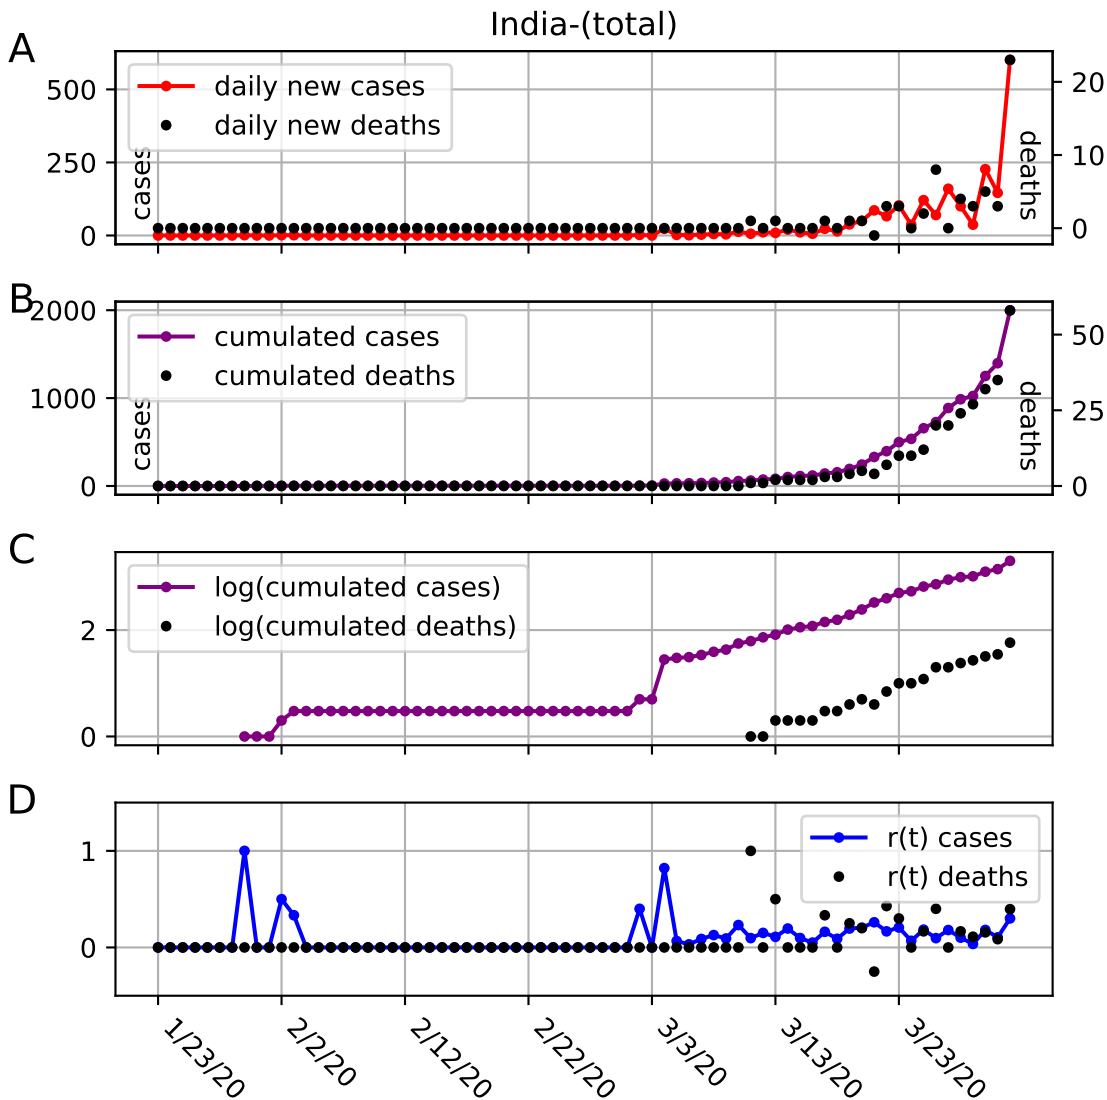 India-(total)
A
daily new cases
daily new deaths
500
250
0
cases
20
10
0
deaths
B
cumulated cases
cumulated deaths
2000
1000
0
cases
50
25
0
deaths
C
log(cumulated cases)
log(cumulated deaths)
2
0
D
r(t) cases
r(t) deaths
1
0
1/23/20
2/2/20
2/12/20
2/22/20
3/3/20
3/13/20
3/23/20